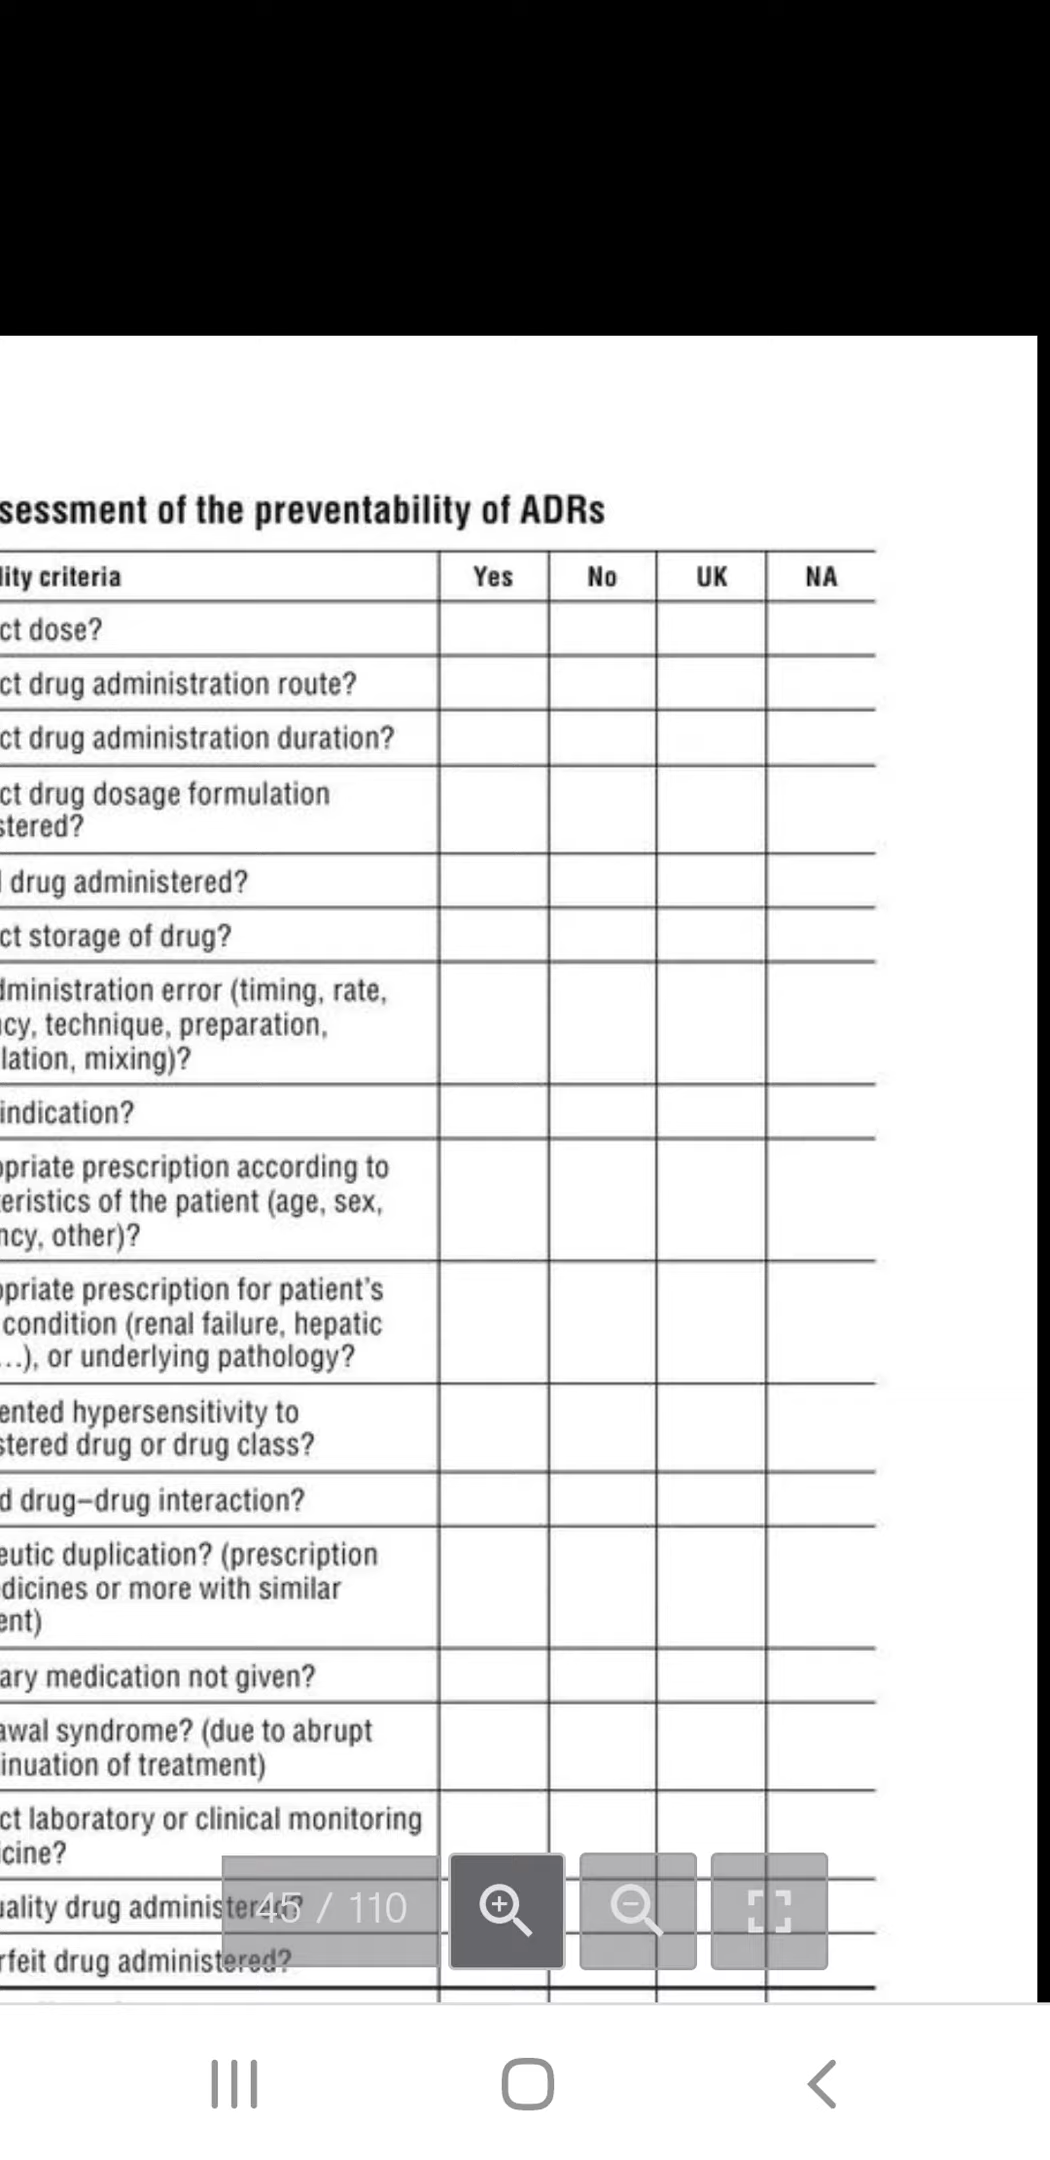 sessment of the preventability of ADRs
lity criteria Yes No UK NA
ct dose?
ct drug administration route?
ct drug administration duration?
ct drug dosage formulation
stered?
drug administered?
ct storage of drug?
dministration error (timing, rate,
ncy, technique, preparation,
lation, mixing)?
indication?
opriate prescription according to
teristics of the patient (age, sex,
ncy, other)?
opriate prescription for patient's
condition (renal failure, hepatic
...), or underlying pathology?
ented hypersensitivity to
stered drug or drug class?
d drug–drug interaction?
eutic duplication? (prescription
dicines or more with similar
ent)
ary medication not given?
awal syndrome? (due to abrupt
inuation of treatment)
ct laboratory or clinical monitoring
cine?
uality drug administered?
45 / 110
rfeit drug administered?